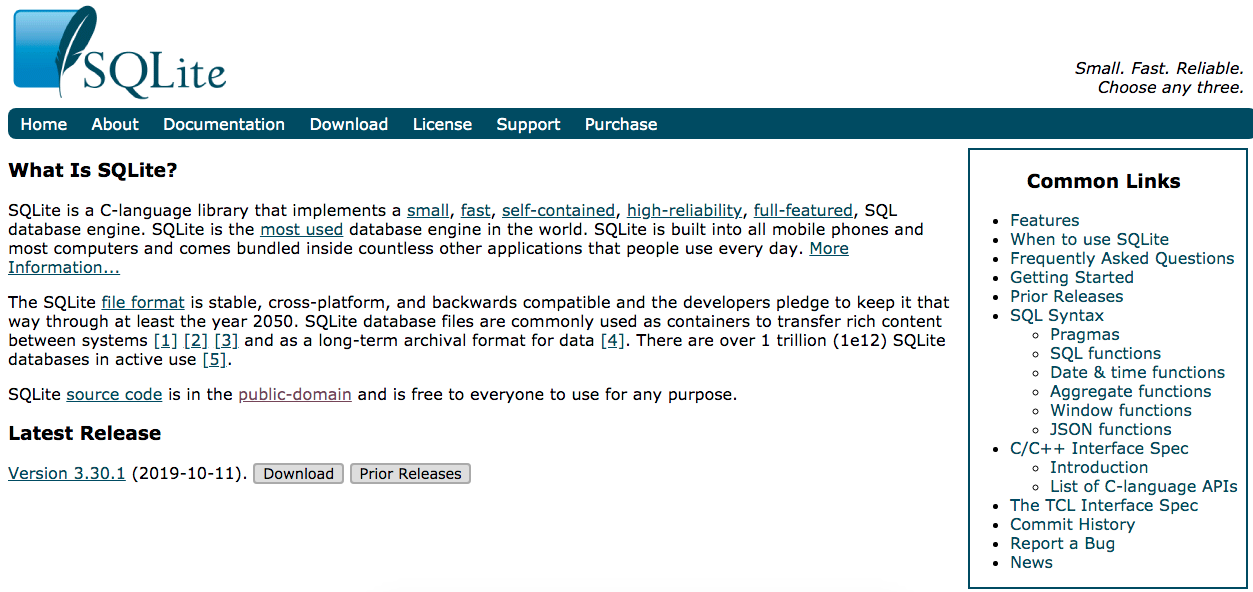 SQLite
Small. Fast. Reliable.
Choose any three.
Home About Documentation Download License Support Purchase
What Is SQLite?
SQLite is a C-language library that implements a small, fast, self-contained, high-reliability, full-featured, SQL
database engine. SQLite is the most used database engine in the world. SQLite is built into all mobile phones and
most computers and comes bundled inside countless other applications that people use every day. More
Information...
The SQLite file format is stable, cross-platform, and backwards compatible and the developers pledge to keep it that
way through at least the year 2050. SQLite database files are commonly used as containers to transfer rich content
between systems [1] [2] [3] and as a long-term archival format for data [4]. There are over 1 trillion (1e12) SQLite
databases in active use [5].
SQLite source code is in the public-domain and is free to everyone to use for any purpose.
Latest Release
Version 3.30.1 (2019-10-11). Download Prior Releases
Common Links
• Features
• When to use SQLite
• Frequently Asked Questions
• Getting Started
• Prior Releases
• SQL Syntax
◦ Pragmas
◦ SQL functions
◦ Date & time functions
◦ Aggregate functions
◦ Window functions
◦ JSON functions
• C/C++ Interface Spec
◦ Introduction
◦ List of C-language APIs
• The TCL Interface Spec
• Commit History
• Report a Bug
• News